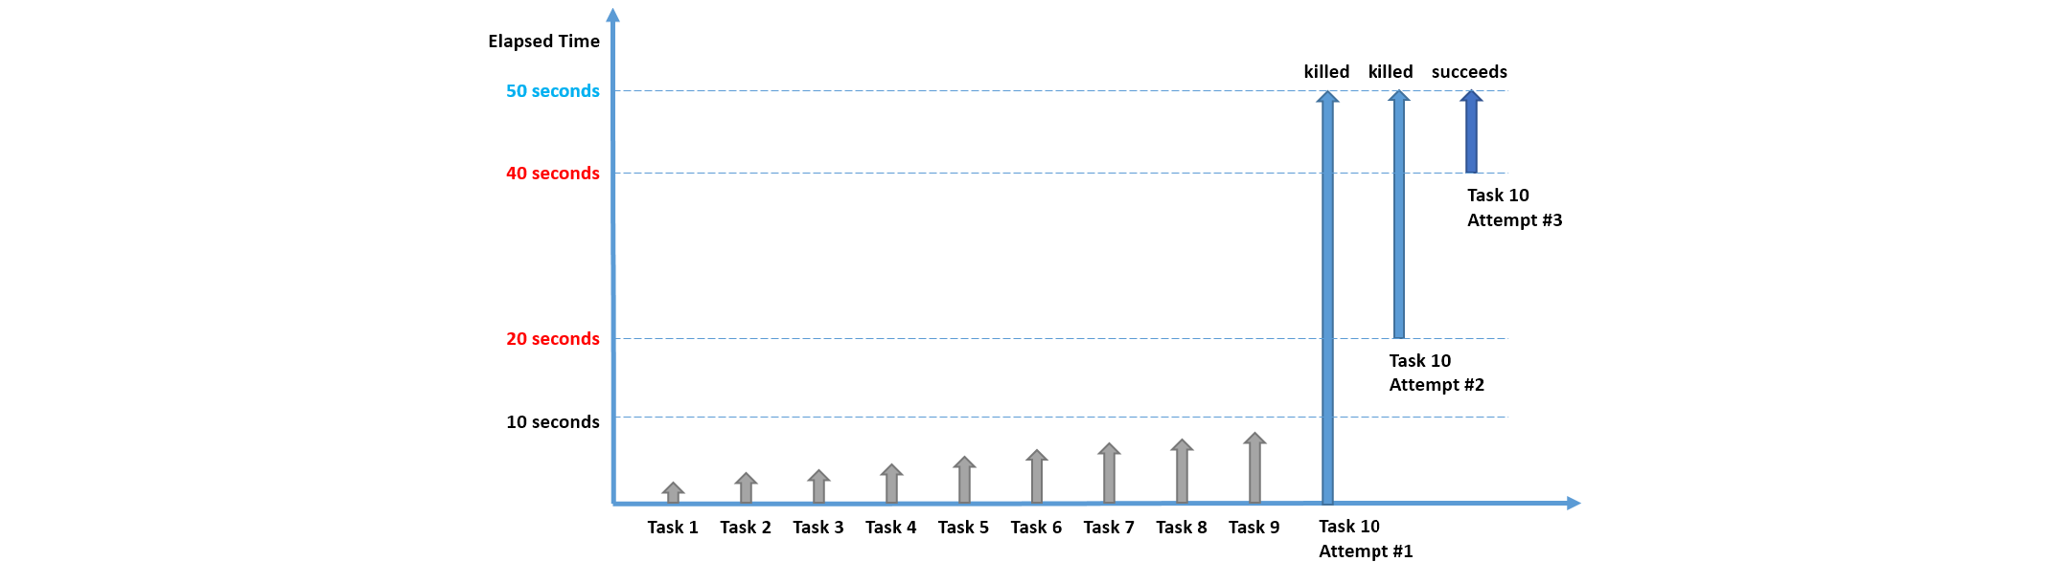 Elapsed Time
killed killed succeeds
50 seconds
40 seconds
Task 10
Attempt #3
20 seconds
Task 10
Attempt #2
10 seconds
Task 1 Task 2 Task 3 Task 4 Task 5 Task 6 Task 7 Task 8 Task 9 Task 10
Attempt #1